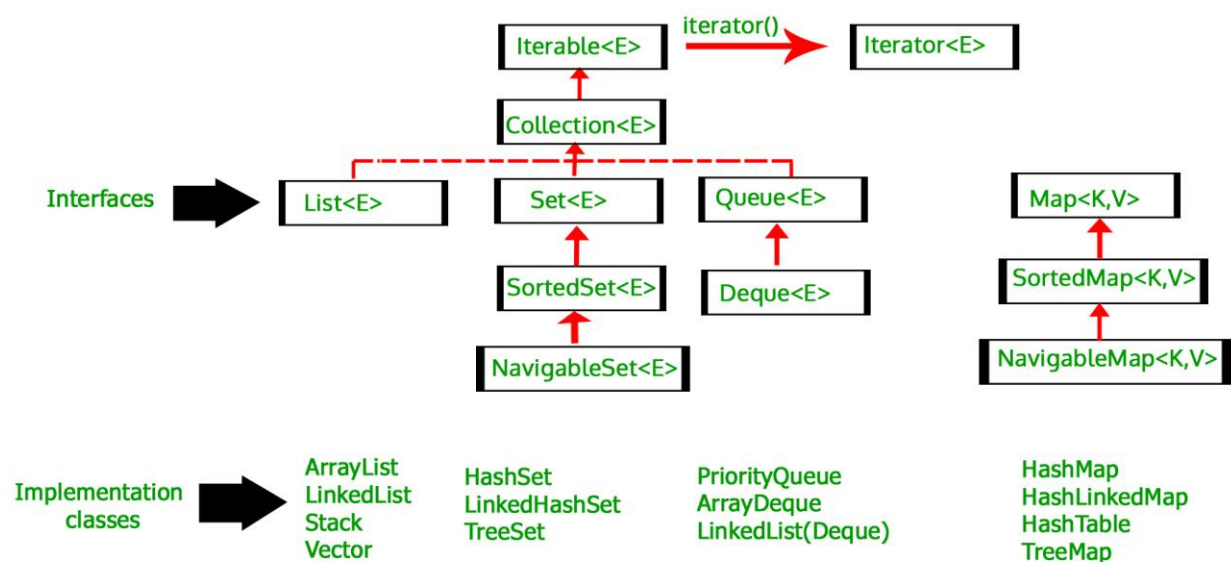 iterator()
Iterable<E>
Iterator<E>
Collection<E>
Interfaces
List<E>
Set<E>
Queue<E>
Map<K,V>
SortedSet<E>
Deque<E>
SortedMap<K,V>
NavigableSet<E>
NavigableMap<K,V>
Implementation
classes
ArrayList
LinkedList
Stack
Vector
HashSet
LinkedHashSet
TreeSet
PriorityQueue
ArrayDeque
LinkedList(Deque)
HashMap
HashLinkedMap
HashTable
TreeMap